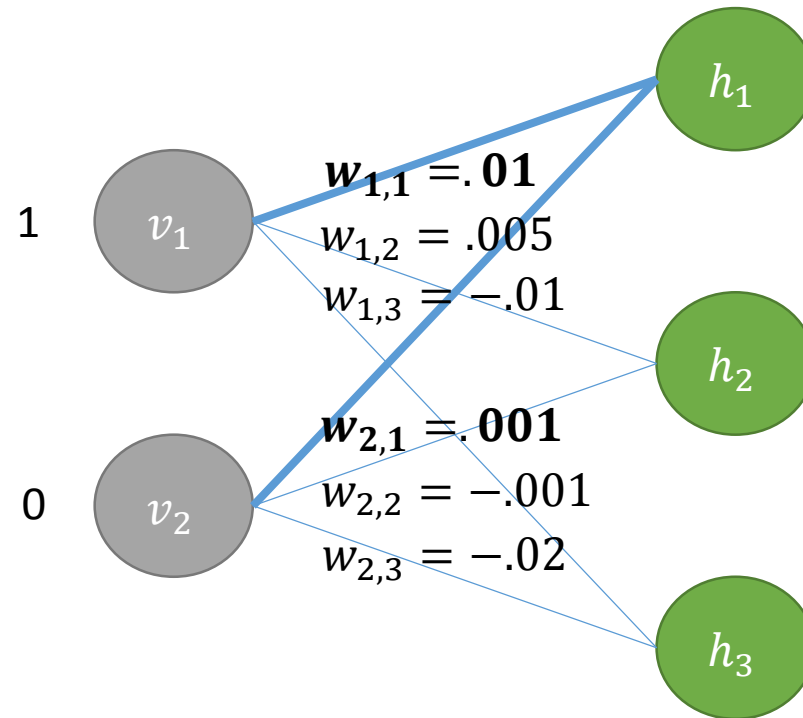 h₁
w₁,₁ =.01
1
v₁
w₁,₂ = .005
w₁,₃ = −.01
h₂
w₂,₁ =.001
0
v₂
w₂,₂ = −.001
w₂,₃ = −.02
h₃